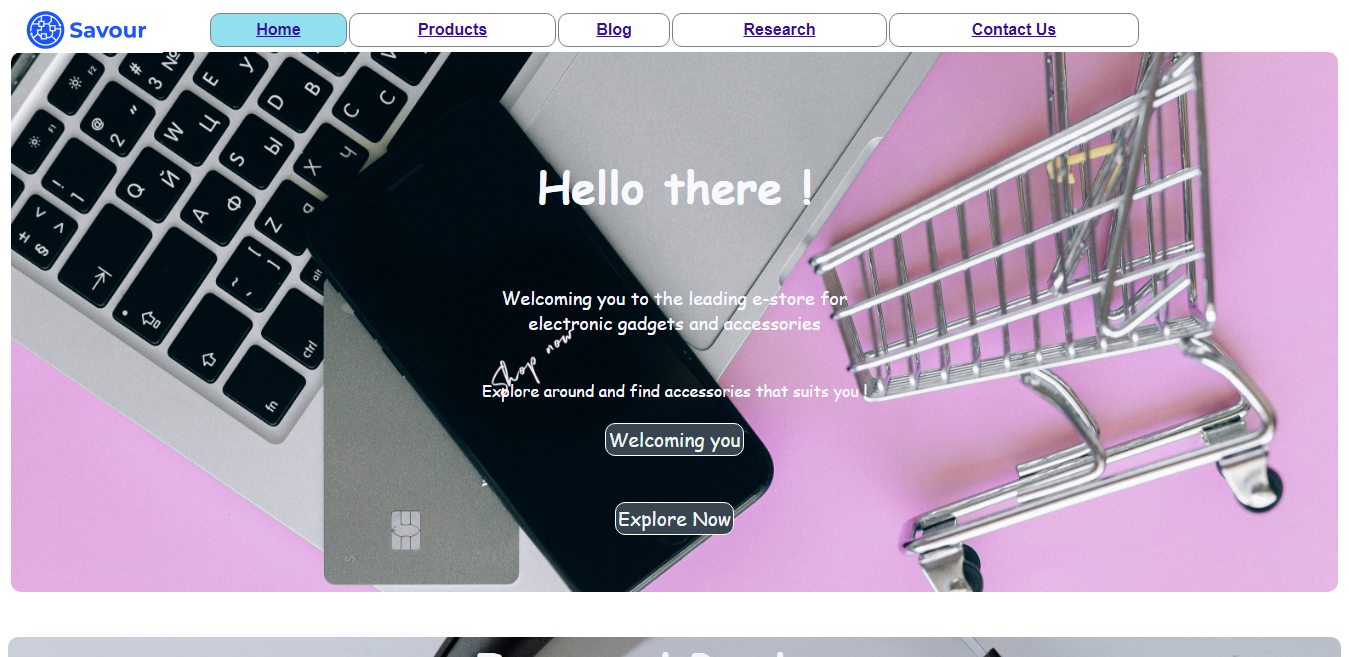 Savour
Home
Products
Blog
Research
Contact Us
Hello there !
Welcoming you to the leading e-store for
electronic gadgets and accessories
Shop now
Explore around and find accessories that suits you !
Welcoming you
Explore Now